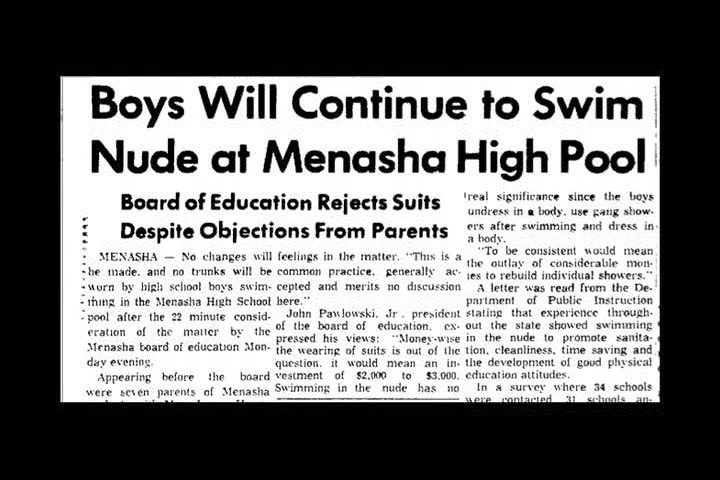 Boys Will Continue to Swim
Nude at Menasha High Pool
Board of Education Rejects Suits
Despite Objections From Parents
MENASHA — No changes will
be made, and no trunks will be
worn by high school boys swim-
ming in the Menasha High School
pool after the 22 minute consid-
eration of the matter by the
Menasha board of education Mon-
day evening.
Appearing before the board
were seven parents of Menasha
feelings in the matter. "This is a
common practice, generally ac-
cepted and merits no discussion
here."
John Pawlowski, Jr., president
of the board of education, ex-
pressed his views: "Money-wise
the wearing of suits is out of the
question, it would mean an in-
vestment of $2,000 to $3,000.
Swimming in the nude has no
real significance since the boys
undress in a body, use gang show-
ers after swimming and dress in
a body.
"To be consistent would mean
the outlay of considerable mon-
ies to rebuild individual showers."
A letter was read from the De-
partment of Public Instruction
stating that experience through-
out the state showed swimming
in the nude to promote sanita-
tion, cleanliness, time saving and
the development of good physical
education attitudes.
In a survey where 34 schools
were contacted, 31 schools an-